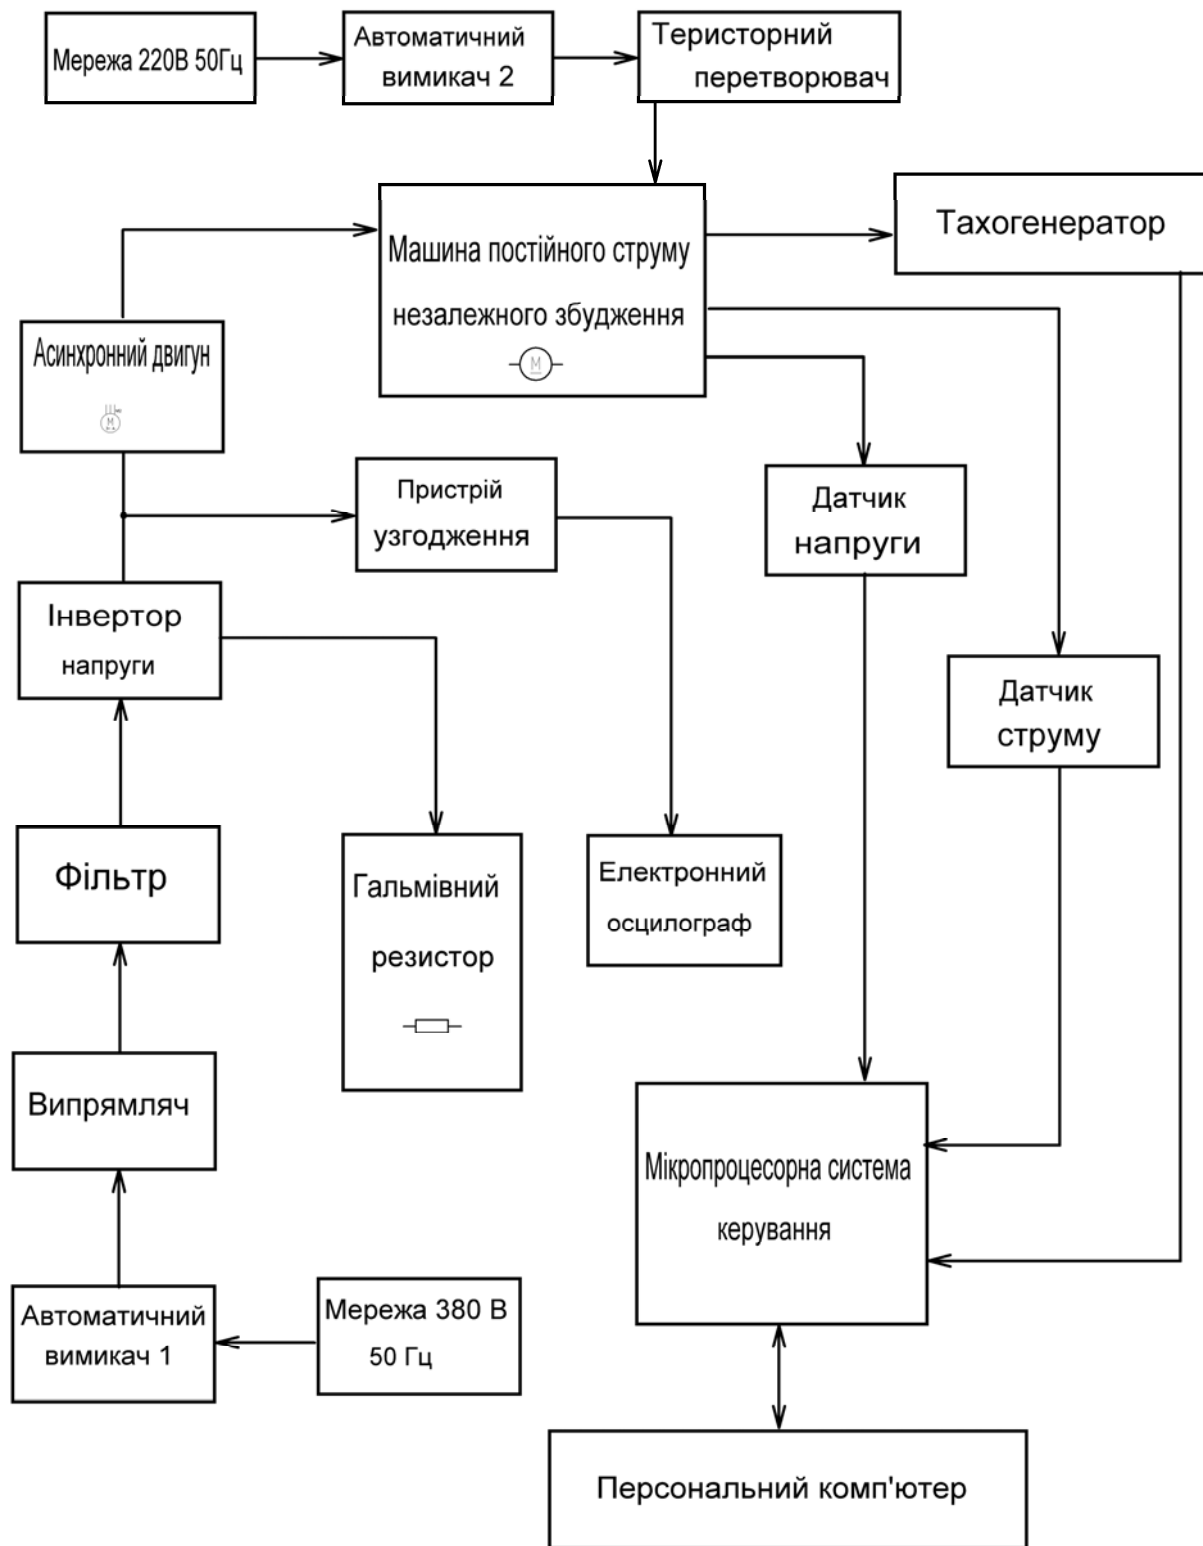 Мережа 220В 50Гц
Автоматичний
вимикач 2
Теристорний
перетворювач
Машина постійного струму
незалежного збудження
M
Тахогенератор
Асинхронний двигун
M
Пристрій
узгодження
Датчик
напруги
Інвертор
напруги
Датчик
струму
Фільтр
Гальмівний
резистор
Електронний
осцилограф
Випрямляч
Мікропроцесорна система
керування
Автоматичний
вимикач 1
Мережа 380 В
50 Гц
Персональний комп'ютер